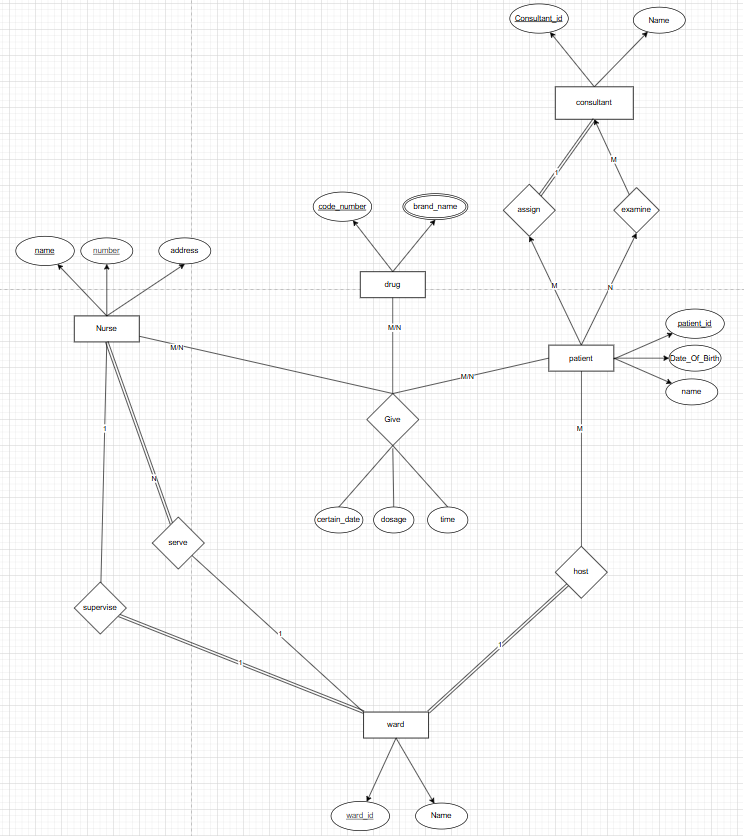 Consultant_id
Name
consultant
1
M
assign
examine
code_number
brand_name
name
number
address
drug
M
N
Nurse
M/N
patient_id
M/N
patient
Date_Of_Birth
M/N
name
Give
1
M
N
certain_date
dosage
time
serve
host
supervise
1
1
1
ward
ward_id
Name